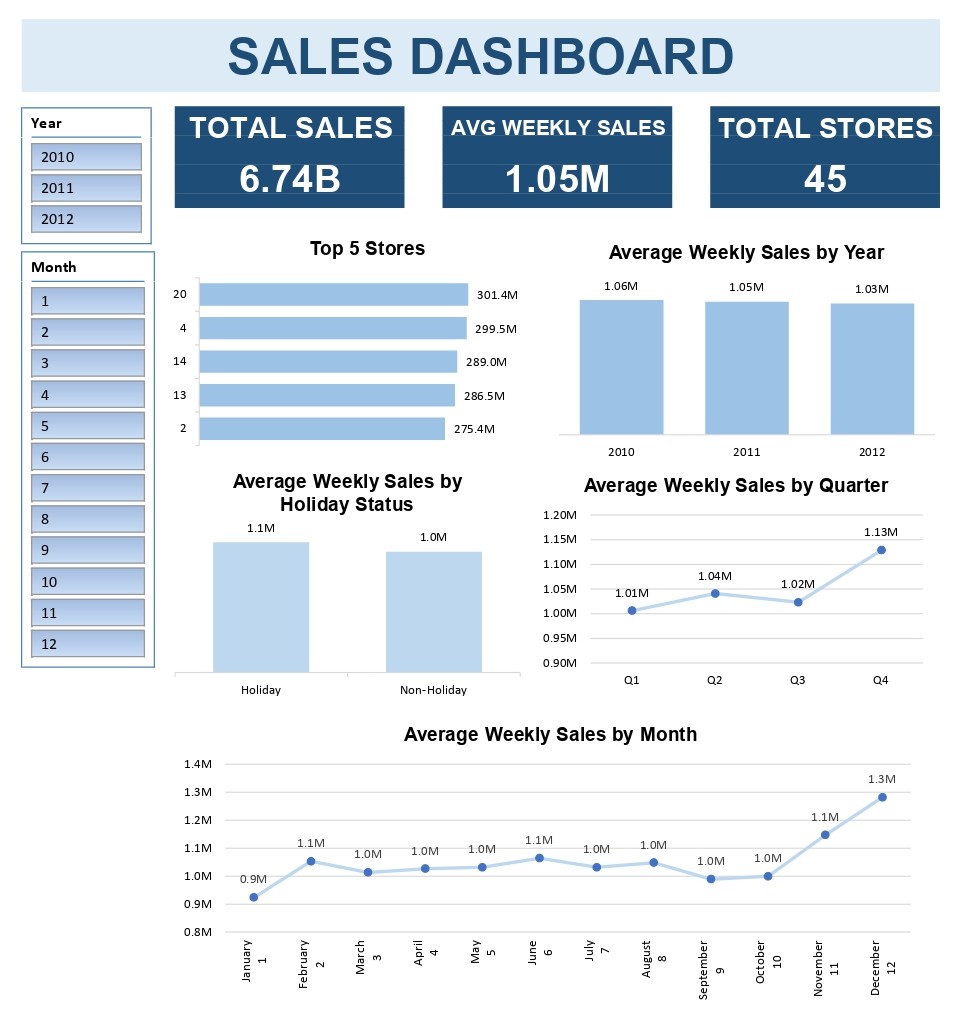 SALES DASHBOARD
Year
2010
2011
2012
Month
1
2
3
4
5
6
7
8
9
10
11
12
TOTAL SALES
6.74B
AVG WEEKLY SALES
1.05M
TOTAL STORES
45
Top 5 Stores
20 301.4M
4 299.5M
14 289.0M
13 286.5M
2 275.4M
Average Weekly Sales by Year
1.06M 1.05M 1.03M
2010 2011 2012
Average Weekly Sales by
Holiday Status
1.1M 1.0M
Holiday Non-Holiday
Average Weekly Sales by Quarter
1.20M
1.15M
1.10M
1.05M
1.00M
0.95M
0.90M
1.01M 1.04M 1.02M 1.13M
Q1 Q2 Q3 Q4
Average Weekly Sales by Month
1.4M
1.3M
1.2M
1.1M
1.0M
0.9M
0.8M
0.9M 1.1M 1.0M 1.0M 1.0M 1.1M 1.0M 1.0M 1.0M 1.0M 1.1M 1.3M
January February March April May June July August September October November December
1 2 3 4 5 6 7 8 9 10 11 12